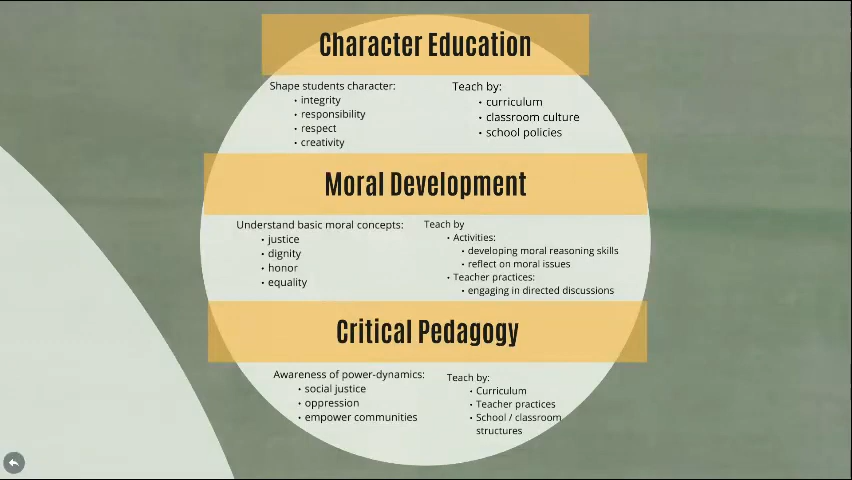 Character Education
Shape students character:
• integrity
• responsibility
• respect
• creativity
Teach by:
• curriculum
• classroom culture
• school policies
Moral Development
Understand basic moral concepts:
• justice
• dignity
• honor
• equality
Teach by
• Activities:
• developing moral reasoning skills
• reflect on moral issues
• Teacher practices:
• engaging in directed discussions
Critical Pedagogy
Awareness of power-dynamics:
• social justice
• oppression
• empower communities
Teach by:
• Curriculum
• Teacher practices
• School / classroom
structures